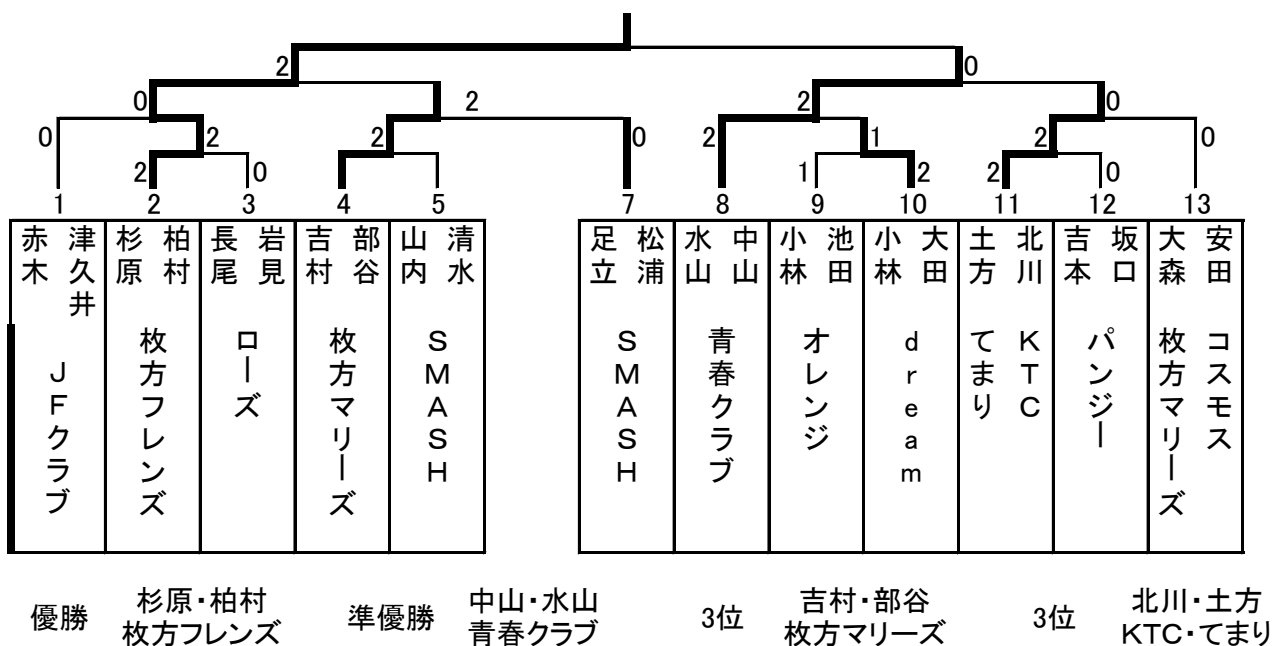 2
0
0
2
2
0
0
2
2
0
2
2
0
2
1
0
2
0
2
0
1
2
2
0
1
2
3
4
5
7
8
9
10
11
12
13
赤木
津久井
JFクラブ
杉原
柏村
枚方フレンズ
長尾
岩見
ローズ
吉村
部谷
枚方マリーズ
山内
清水
SMASH
足立
松浦
SMASH
水山
中山
青春クラブ
小林
池田
オレンジ
小林
大田
dream
土方
北川
てまり
KTC
吉本
坂口
パンジー
大森
安田
枚方マリーズ
コスモス
優勝
杉原・柏村
枚方フレンズ
準優勝
中山・水山
青春クラブ
3位
吉村・部谷
枚方マリーズ
3位
北川・土方
KTC・てまり